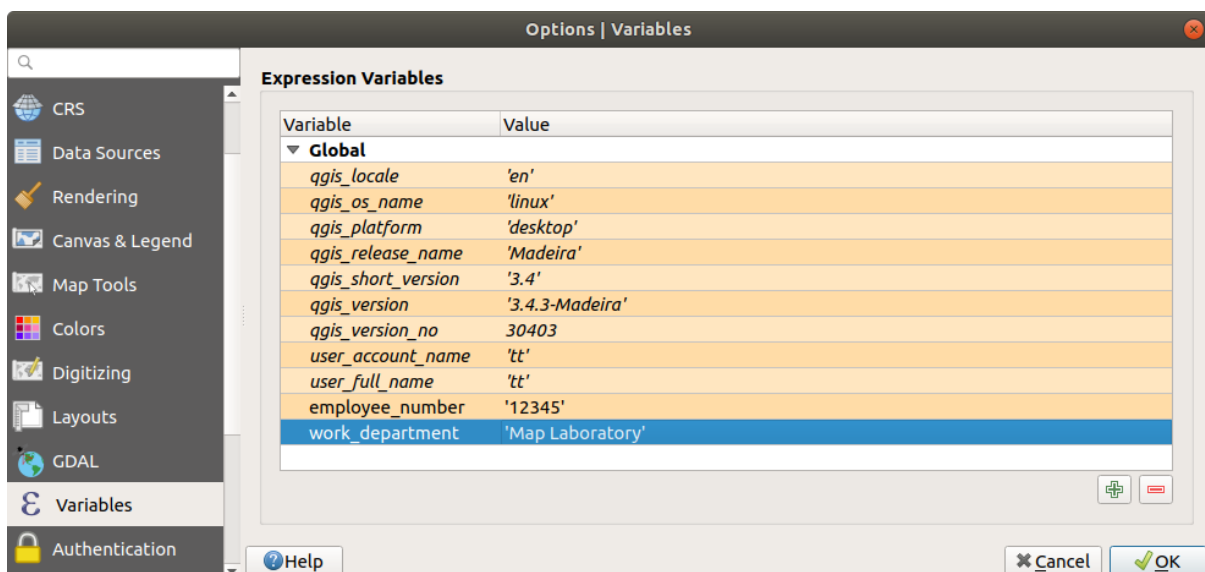 Options | Variables
CRS
Data Sources
Rendering
Canvas & Legend
Map Tools
Colors
Digitizing
Layouts
GDAL
Variables
Authentication
Expression Variables
Variable Value
Global
qgis_locale 'en'
qgis_os_name 'linux'
qgis_platform 'desktop'
qgis_release_name 'Madeira'
qgis_short_version '3.4'
qgis_version '3.4.3-Madeira'
qgis_version_no 30403
user_account_name 'tt'
user_full_name 'tt'
employee_number '12345'
work_department 'Map Laboratory'
Help Cancel OK